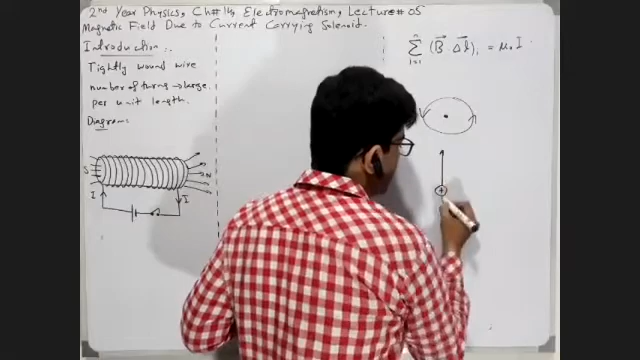 2nd Year Physics, Ch#14, Electromagnetism, Lecture#05
Magnetic Field Due to Current Carrying Solenoid.
Introduction:
Tightly wound wire
number of turns → large.
per unit length.
Diagram:
S N
I I
n
Σ (B⃗ · Δl⃗)ᵢ = μ₀I
i=1
+